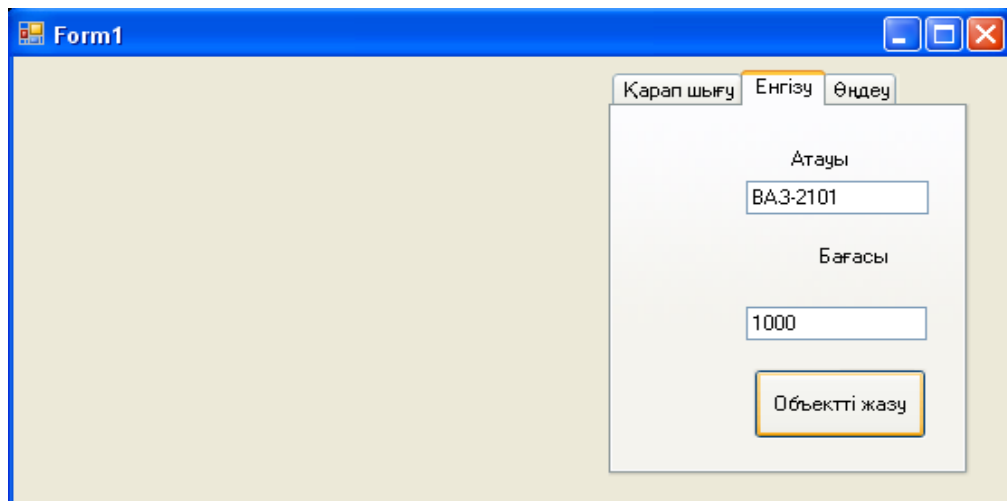 Form1
Қарап шығу Енгізу Өңдеу
Атауы
ВАЗ-2101
Бағасы
1000
Объектті жазу